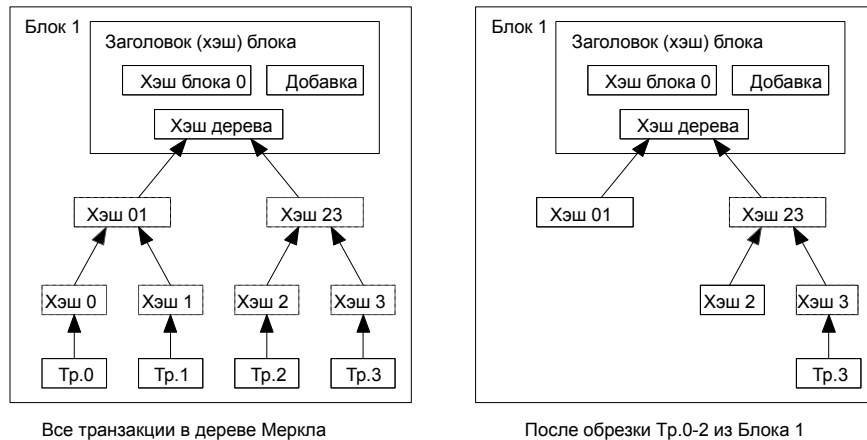 Блок 1
Заголовок (хэш) блока
Хэш блока 0
Добавка
Хэш дерева
Хэш 01
Хэш 23
Хэш 0
Хэш 1
Хэш 2
Хэш 3
Тр.0
Тр.1
Тр.2
Тр.3
Все транзакции в дереве Меркла
Блок 1
Заголовок (хэш) блока
Хэш блока 0
Добавка
Хэш дерева
Хэш 01
Хэш 23
Хэш 2
Хэш 3
Тр.3
После обрезки Тр.0-2 из Блока 1